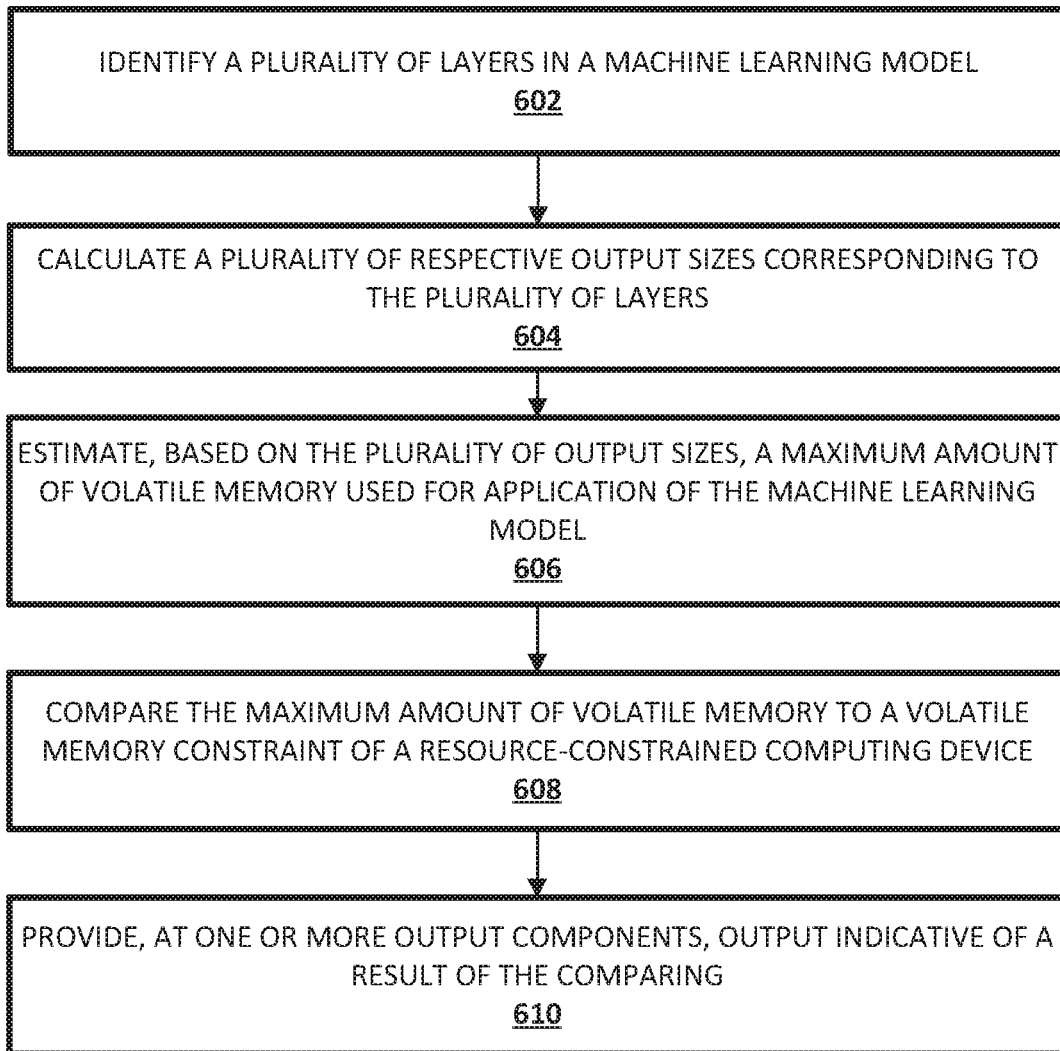 IDENTIFY A PLURALITY OF LAYERS IN A MACHINE LEARNING MODEL
602
CALCULATE A PLURALITY OF RESPECTIVE OUTPUT SIZES CORRESPONDING TO
THE PLURALITY OF LAYERS
604
ESTIMATE, BASED ON THE PLURALITY OF OUTPUT SIZES, A MAXIMUM AMOUNT
OF VOLATILE MEMORY USED FOR APPLICATION OF THE MACHINE LEARNING
MODEL
606
COMPARE THE MAXIMUM AMOUNT OF VOLATILE MEMORY TO A VOLATILE
MEMORY CONSTRAINT OF A RESOURCE-CONSTRAINED COMPUTING DEVICE
608
PROVIDE, AT ONE OR MORE OUTPUT COMPONENTS, OUTPUT INDICATIVE OF A
RESULT OF THE COMPARING
610